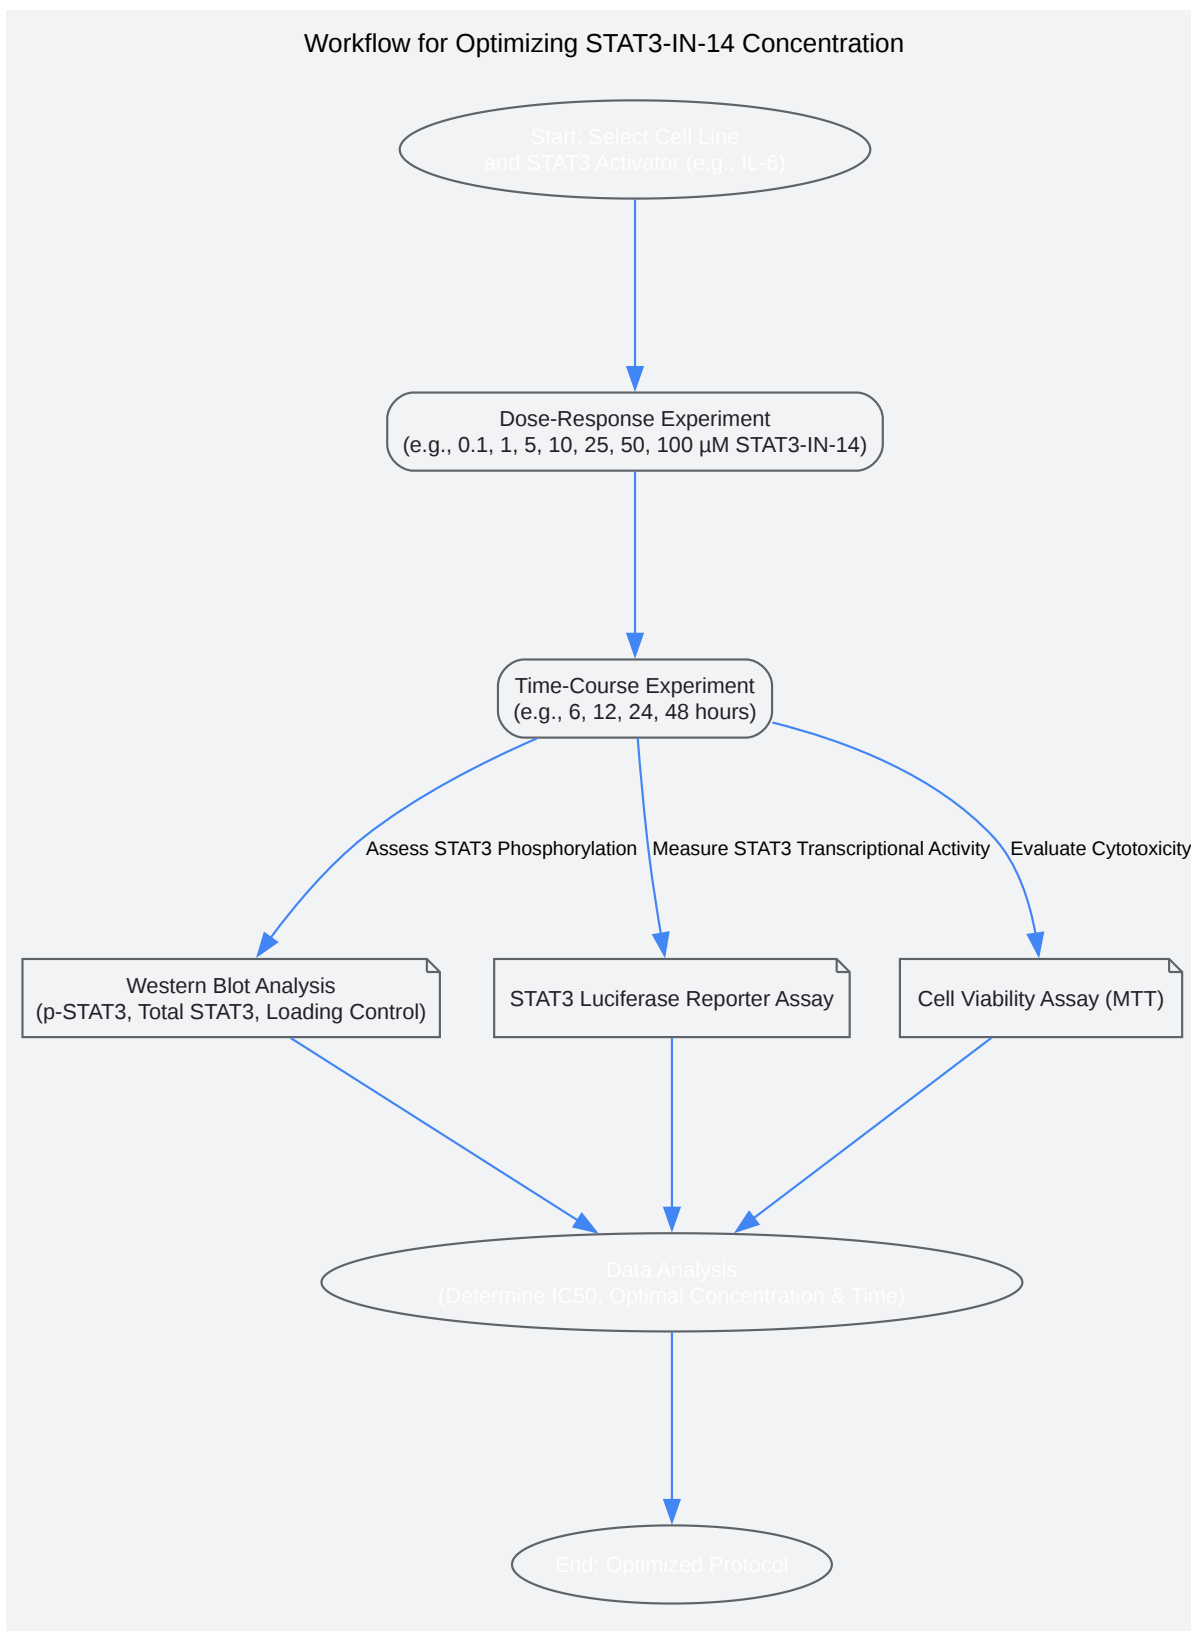 Workflow for Optimizing STAT3-IN-14 Concentration
Start: Select Cell Line
and STAT3 Activator (e.g., IL-6)
Dose-Response Experiment
(e.g., 0.1, 1, 5, 10, 25, 50, 100 µM STAT3-IN-14)
Time-Course Experiment
(e.g., 6, 12, 24, 48 hours)
Assess STAT3 Phosphorylation
Measure STAT3 Transcriptional Activity
Evaluate Cytotoxicity
Western Blot Analysis
(p-STAT3, Total STAT3, Loading Control)
STAT3 Luciferase Reporter Assay
Cell Viability Assay (MTT)
Data Analysis
(Determine IC50, Optimal Concentration & Time)
End: Optimized Protocol